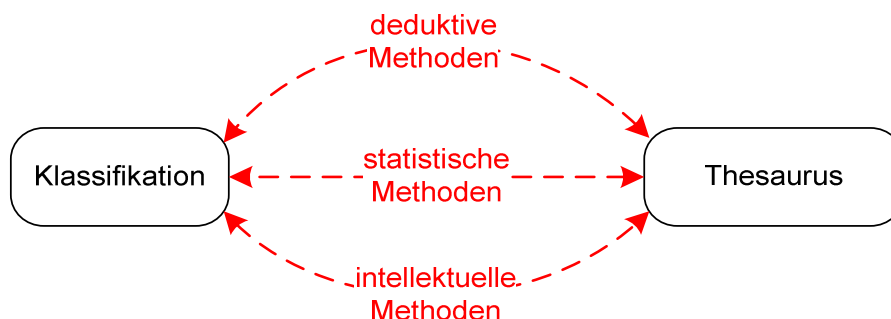 deduktive
Methoden
Klassifikation
statistische
Methoden
Thesaurus
intellektuelle
Methoden